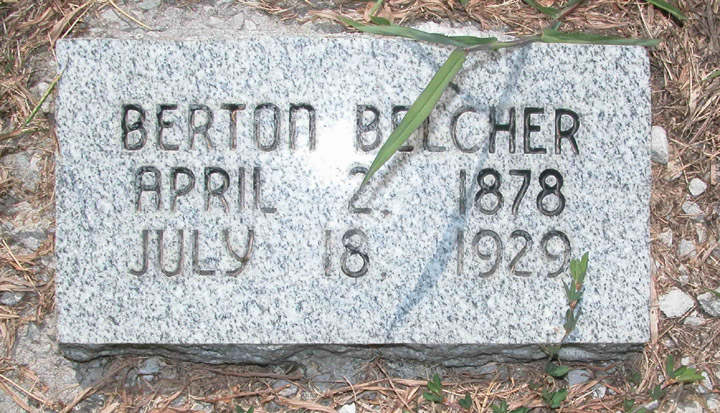 BERTON BELCHER
APRIL 2, 1878
JULY 18, 1929